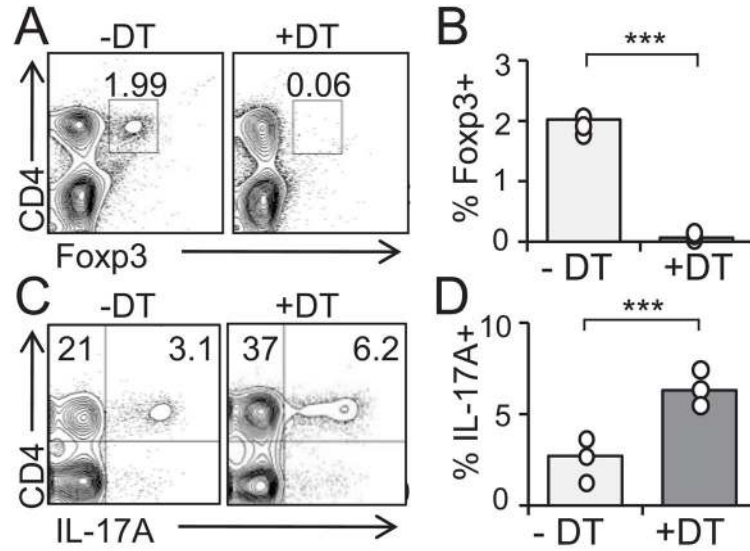 A
-DT
+DT
1.99
0.06
CD4
Foxp3
B
***
% Foxp3+
3
2
1
0
- DT
+DT
C
-DT
+DT
21
3.1
37
6.2
CD4
IL-17A
D
***
% IL-17A+
10
5
0
- DT
+DT